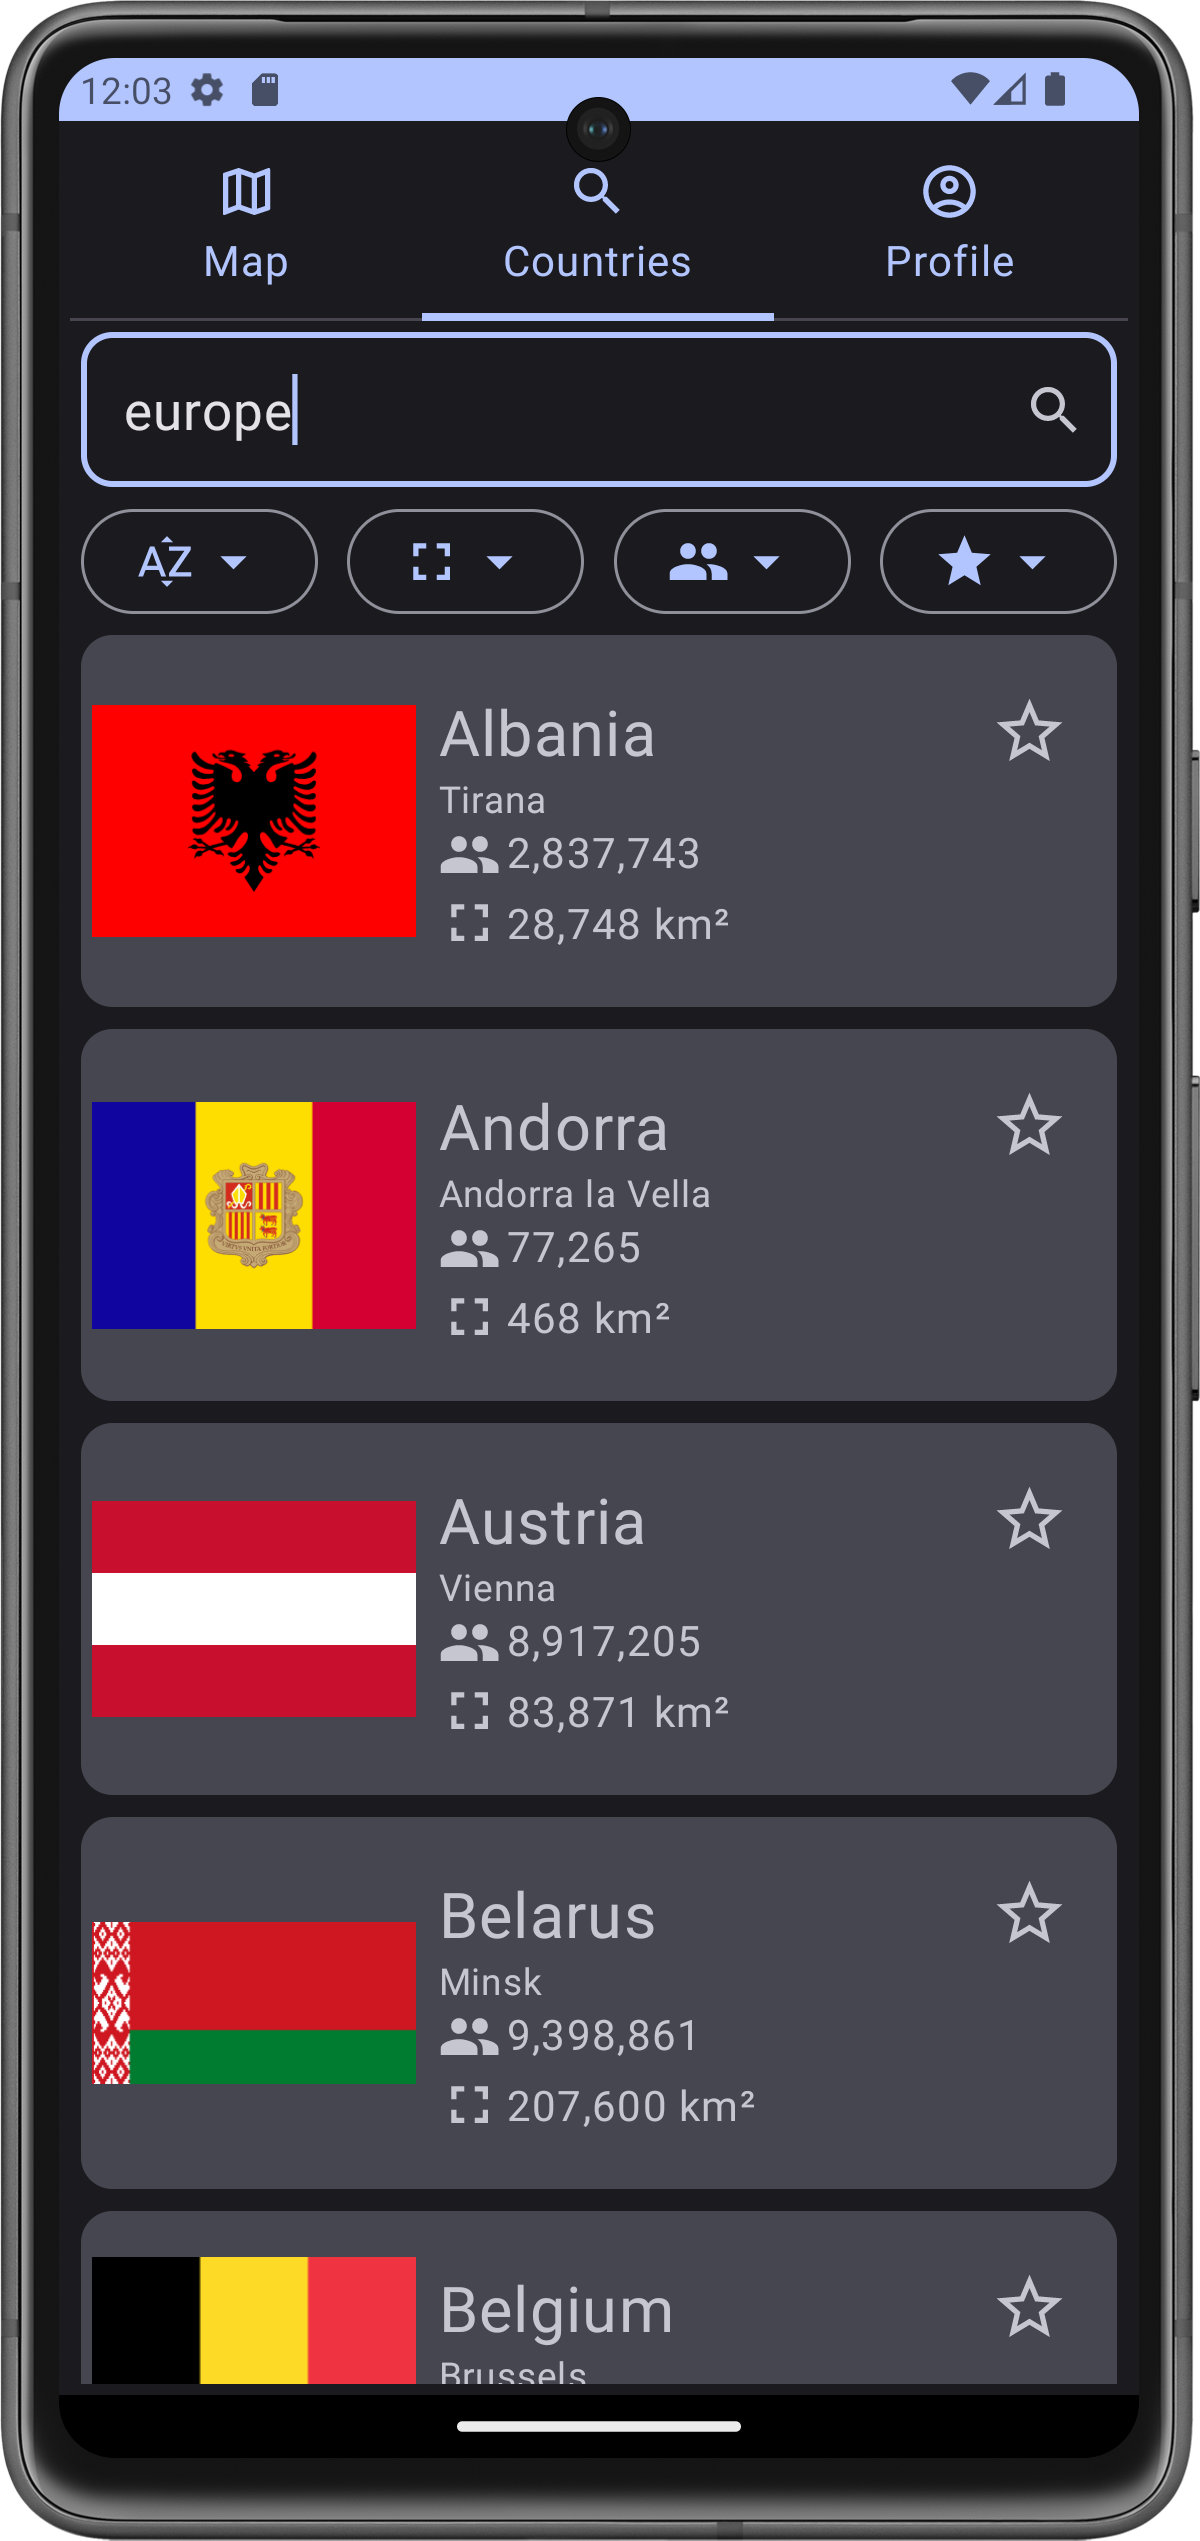 12:03
Map
Countries
Profile
europe
AZ
Albania
Tirana
2,837,743
28,748 km²
Andorra
Andorra la Vella
77,265
468 km²
Austria
Vienna
8,917,205
83,871 km²
Belarus
Minsk
9,398,861
207,600 km²
Belgium
Brussels